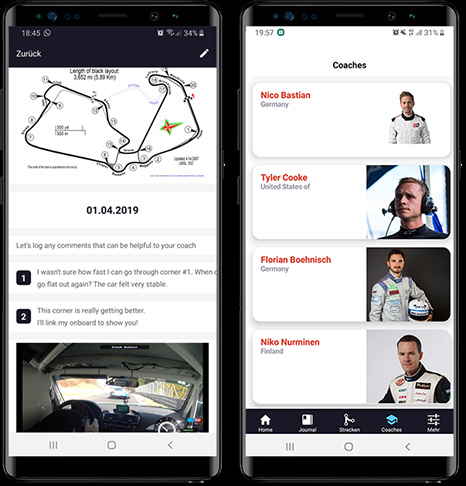 18:45
34%
Zurück
Length of black layout:
3,652 mi (5,89 Km)
300 yd
300 m
01.04.2019
Let's log any comments that can be helpful to your coach
1
I wasn't sure how fast I can go through corner #1. When c
go flat out again? The car felt very stable.
2
This corner is really getting better.
I'll link my onboard to show you!
19:57
31%
Coaches
Nico Bastian
Germany
Tyler Cooke
United States of
Florian Boehnisch
Germany
Niko Nurminen
Finland
Home
Journal
Strecken
Coaches
Mehr